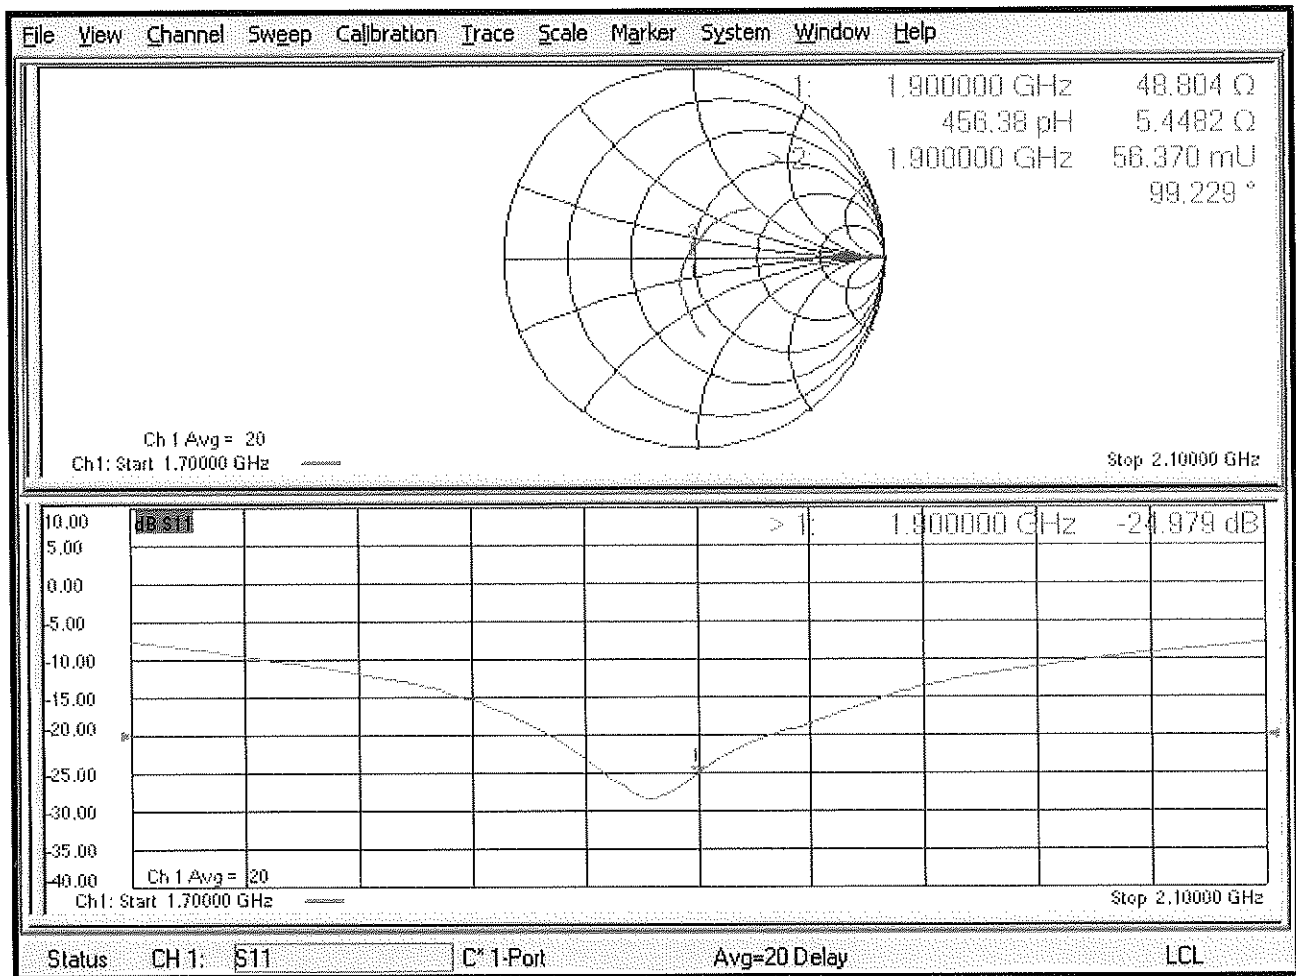 File View Channel Sweep Calibration Trace Scale Marker System Window Help
1: 1.900000 GHz 48.804 Ω
456.38 pH 5.4482 Ω
> 2: 1.900000 GHz 56.370 mU
99.229 °
2
Ch 1 Avg = 20
Ch1: Start 1.70000 GHz
Stop 2.10000 GHz
10.00 dB S11 > 1: 1.900000 GHz -24.979 dB
5.00
0.00
-5.00
-10.00
-15.00
-20.00
1
-25.00
-30.00
-35.00
-40.00 Ch 1 Avg = 20
Ch1: Start 1.70000 GHz
Stop 2.10000 GHz
Status CH 1: S11 C* 1-Port Avg=20 Delay LCL